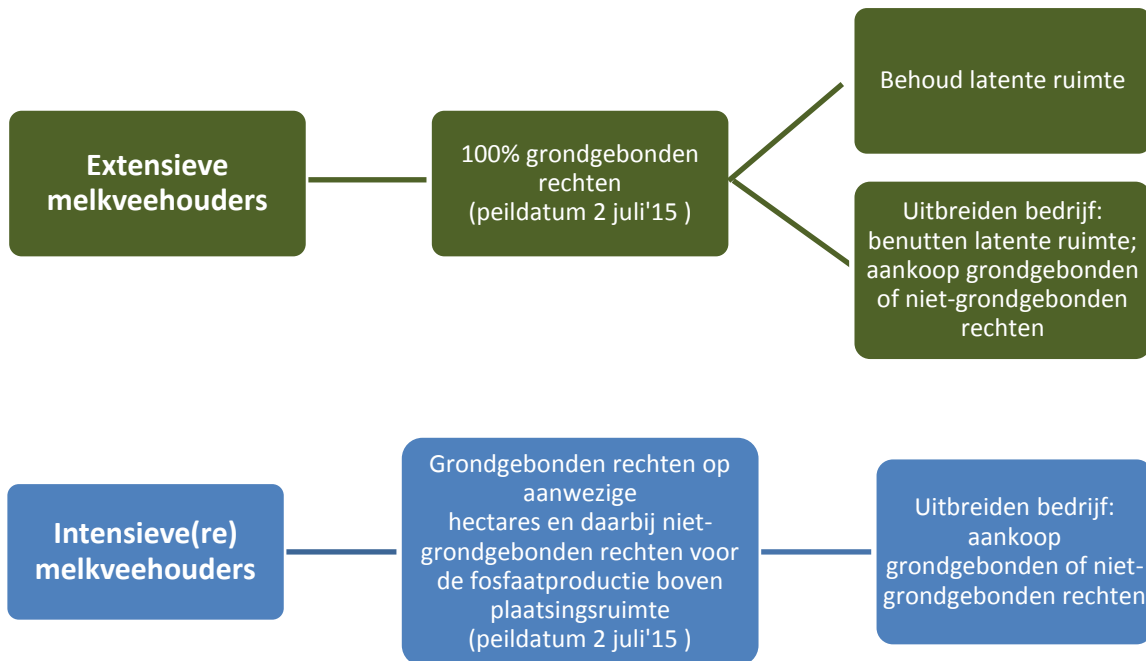 Extensieve
melkveehouders
100% grondgebonden
rechten
(peildatum 2 juli'15 )
Behoud latente ruimte
Uitbreiden bedrijf:
benutten latente ruimte;
aankoop grondgebonden
of niet-grondgebonden
rechten
Intensieve(re)
melkveehouders
Grondgebonden rechten op
aanwezige
hectares en daarbij niet-
grondgebonden rechten voor
de fosfaatproductie boven
plaatsingsruimte
(peildatum 2 juli'15 )
Uitbreiden bedrijf:
aankoop
grondgebonden of niet-
grondgebonden rechten